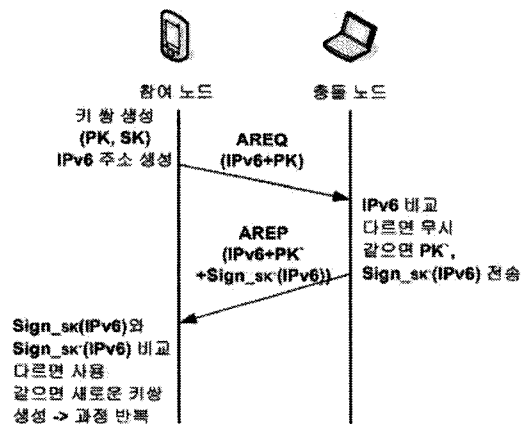 참여 노드
충돌 노드
키 쌍 생성
(PK, SK)
IPv6 주소 생성
AREQ
(IPv6+PK)
IPv6 비교
다르면 무시
같으면 PK`,
Sign_SK`(IPv6) 전송
AREP
(IPv6+PK`
+Sign_SK`(IPv6))
Sign_SK(IPv6)와
Sign_SK`(IPv6) 비교
다르면 사용
같으면 새로운 키쌍
생성 -> 과정 반복